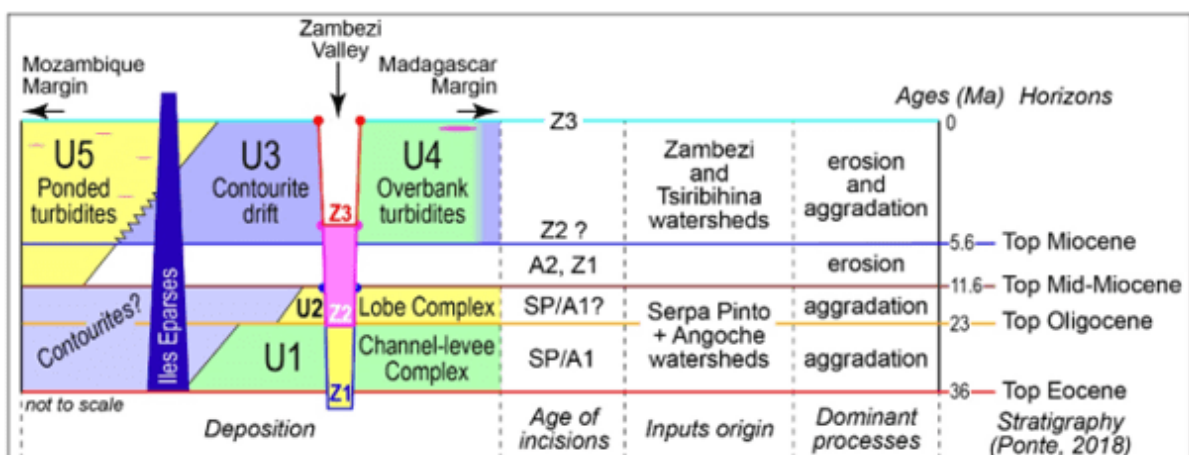 Zambezi
Valley
Mozambique
Margin
Madagascar
Margin
Ages (Ma) Horizons
U5
Ponded
turbidites
U3
Contourite
drift
U4
Overbank
turbidites
Z3
Z3
Zambezi
and
Tsiribihina
watersheds
erosion
and
aggradation
0
Z2 ?
5.6
Top Miocene
A2, Z1
erosion
11.6
Top Mid-Miocene
Contourites?
Iles Eparses
U2
Z2
Lobe Complex
SP/A1?
Serpa Pinto
+ Angoche
watersheds
aggradation
23
Top Oligocene
U1
Channel-levee
Complex
SP/A1
aggradation
Z1
36
Top Eocene
not to scale
Deposition
Age of
incisions
Inputs origin
Dominant
processes
Stratigraphy
(Ponte, 2018)